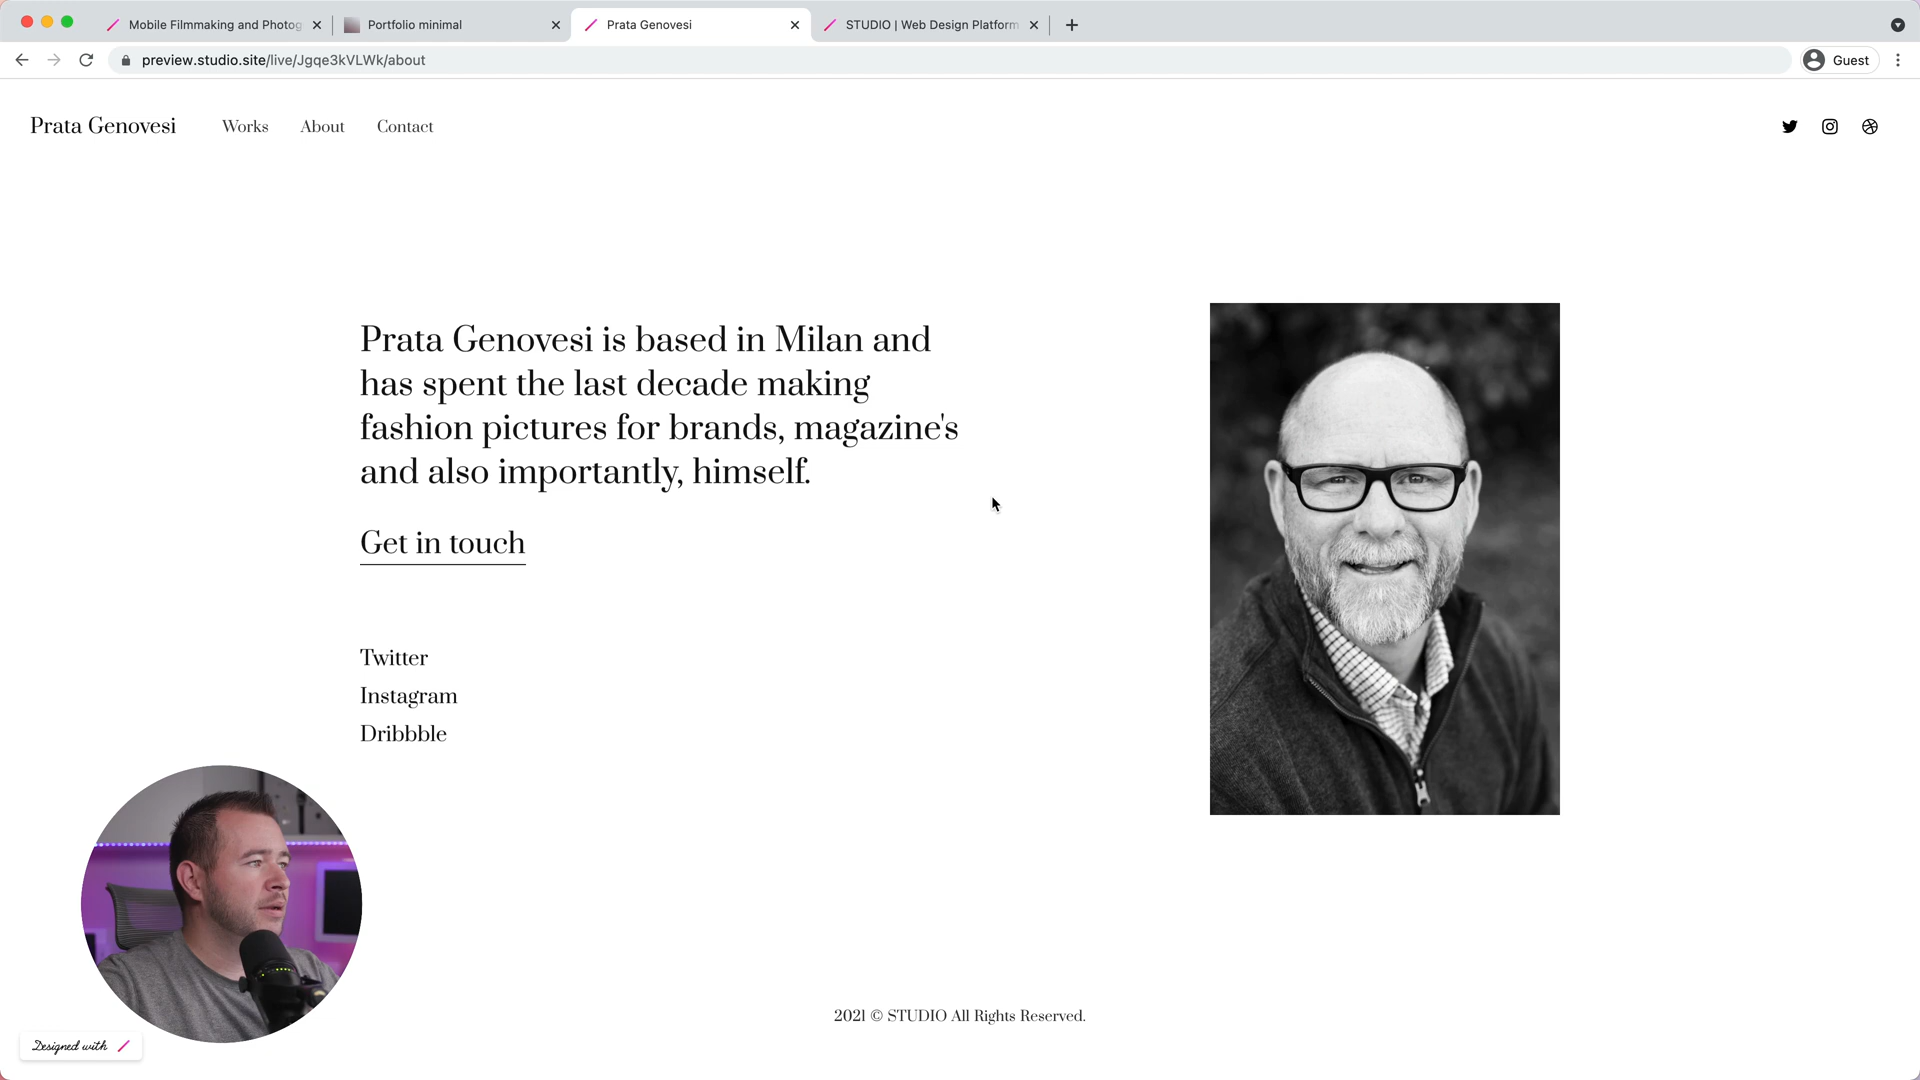 Mobile Filmmaking and Photog
Portfolio minimal
Prata Genovesi
STUDIO | Web Design Platform
preview.studio.site/live/Jgqe3kVLWk/about
Guest
Prata Genovesi
Works
About
Contact
Prata Genovesi is based in Milan and
has spent the last decade making
fashion pictures for brands, magazine's
and also importantly, himself.
Get in touch
Twitter
Instagram
Dribbble
2021 © STUDIO All Rights Reserved.
Designed with